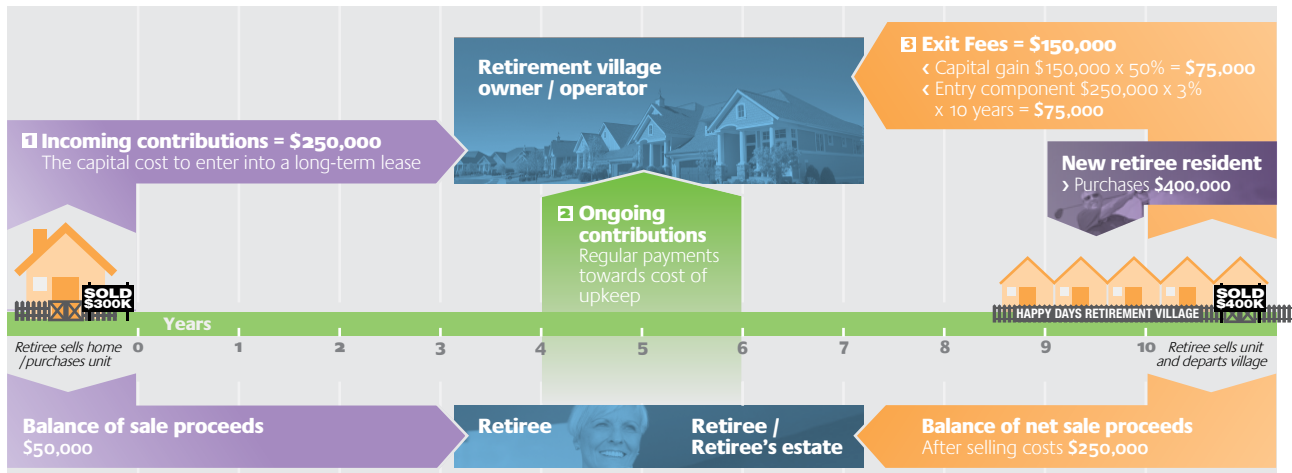 1 Incoming contributions = $250,000
The capital cost to enter into a long-term lease
Retirement village
owner / operator
3 Exit Fees = $150,000
‹ Capital gain $150,000 x 50% = $75,000
‹ Entry component $250,000 x 3%
x 10 years = $75,000
New retiree resident
› Purchases $400,000
2 Ongoing
contributions
Regular payments
towards cost of
upkeep
SOLD
$300K
SOLD
$400K
HAPPY DAYS RETIREMENT VILLAGE
Years
Retiree sells home
/purchases unit
0 1 2 3 4 5 6 7 8 9 10
Retiree sells unit
and departs village
Balance of sale proceeds
$50,000
Retiree
Retiree /
Retiree's estate
Balance of net sale proceeds
After selling costs $250,000